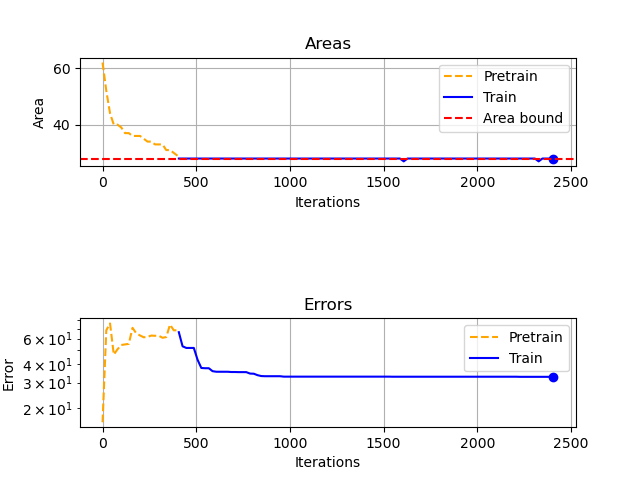 Areas
60
40
Area
Pretrain
Train
Area bound
0 500 1000 1500 2000 2500
Iterations
Errors
6 × 10¹
4 × 10¹
3 × 10¹
2 × 10¹
Error
Pretrain
Train
0 500 1000 1500 2000 2500
Iterations